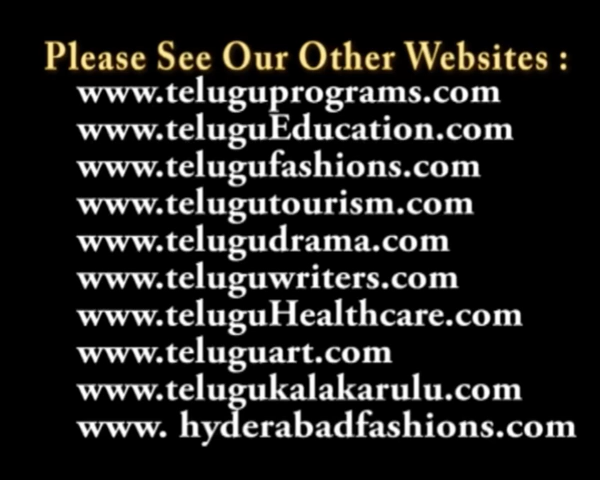 Please See Our Other Websites :
www.teluguprograms.com
www.teluguEducation.com
www.telugufashions.com
www.telugutourism.com
www.telugudrama.com
www.teluguwriters.com
www.teluguHealthcare.com
www.teluguart.com
www.telugukalakarulu.com
www. hyderabadfashions.com